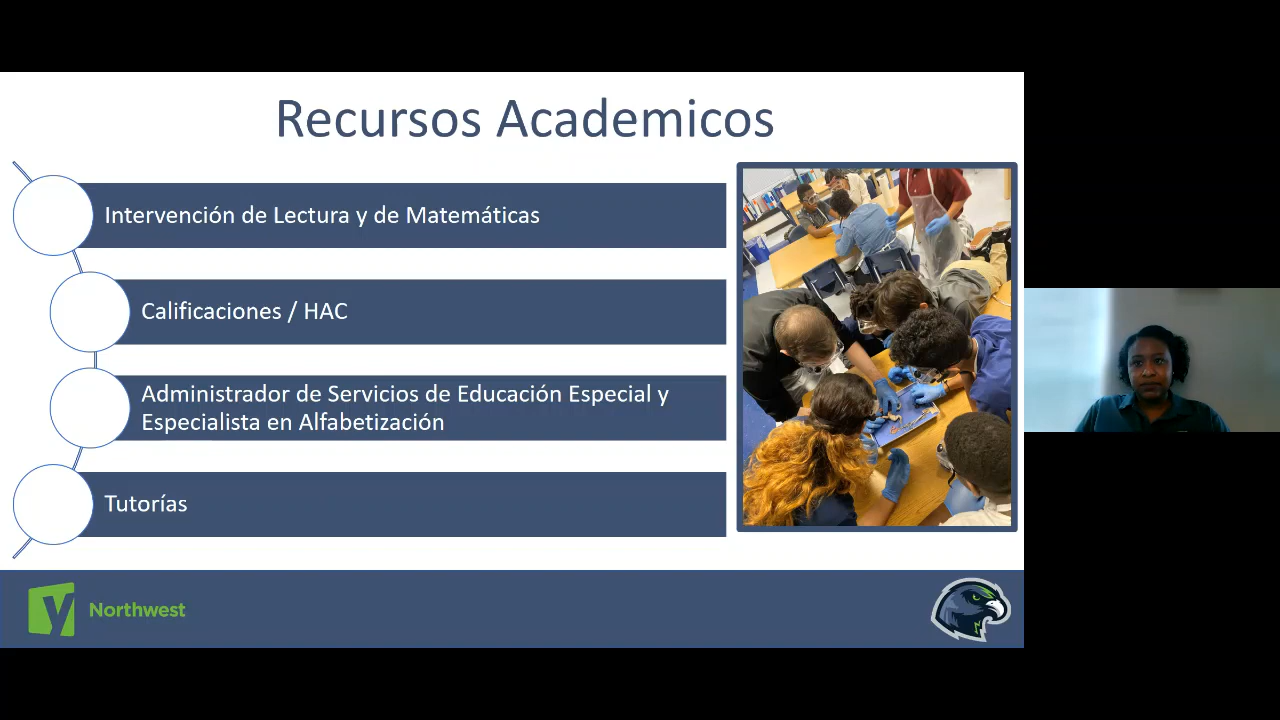 Recursos Academicos
Intervención de Lectura y de Matemáticas
Calificaciones / HAC
Administrador de Servicios de Educación Especial y
Especialista en Alfabetización
Tutorías
Y Northwest